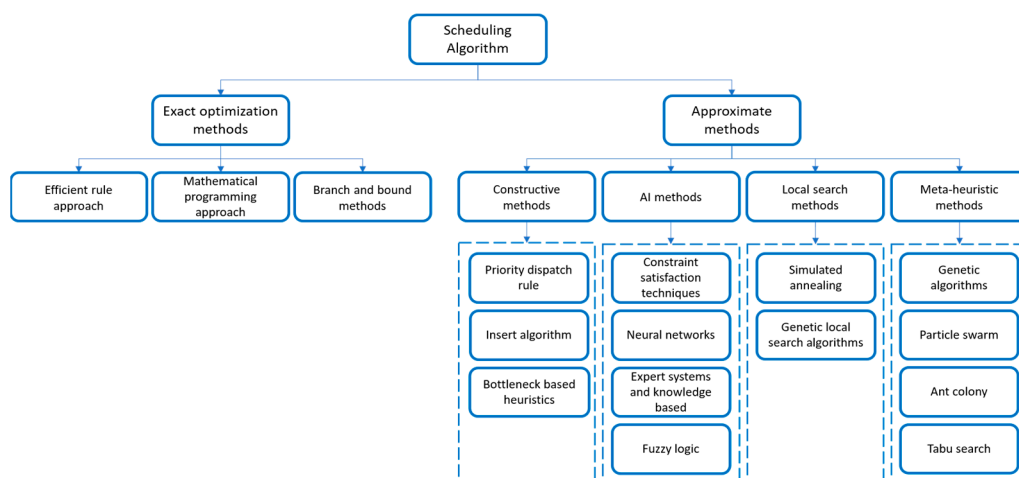 Scheduling
Algorithm
Exact optimization
methods
Approximate
methods
Efficient rule
approach
Mathematical
programming
approach
Branch and bound
methods
Constructive
methods
AI methods
Local search
methods
Meta-heuristic
methods
Priority dispatch
rule
Insert algorithm
Bottleneck based
heuristics
Constraint
satisfaction
techniques
Neural networks
Expert systems
and knowledge
based
Fuzzy logic
Simulated
annealing
Genetic local
search algorithms
Genetic
algorithms
Particle swarm
Ant colony
Tabu search